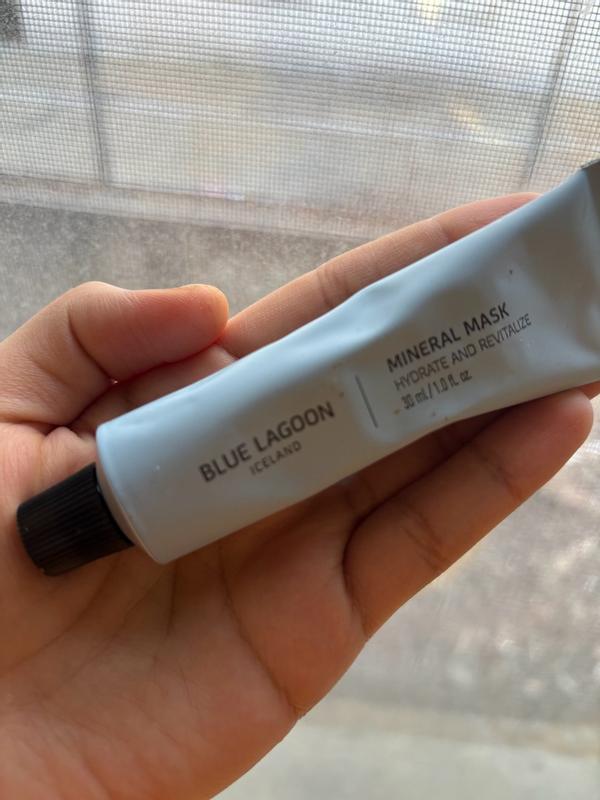 BLUE LAGOON
ICELAND
MINERAL MASK
HYDRATE AND REVITALIZE
30 ml / 1.0 fl. oz